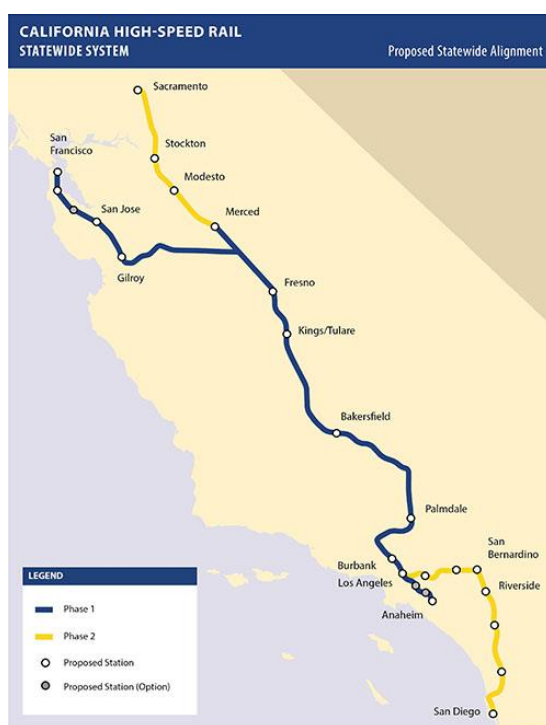 CALIFORNIA HIGH-SPEED RAIL
STATEWIDE SYSTEM
Proposed Statewide Alignment
Sacramento
San
Francisco
Stockton
Modesto
San Jose
Merced
Gilroy
Fresno
Kings/Tulare
Bakersfield
Palmdale
San
Bernardino
Burbank
Los Angeles
Riverside
Anaheim
San Diego
LEGEND
Phase 1
Phase 2
Proposed Station
Proposed Station (Option)